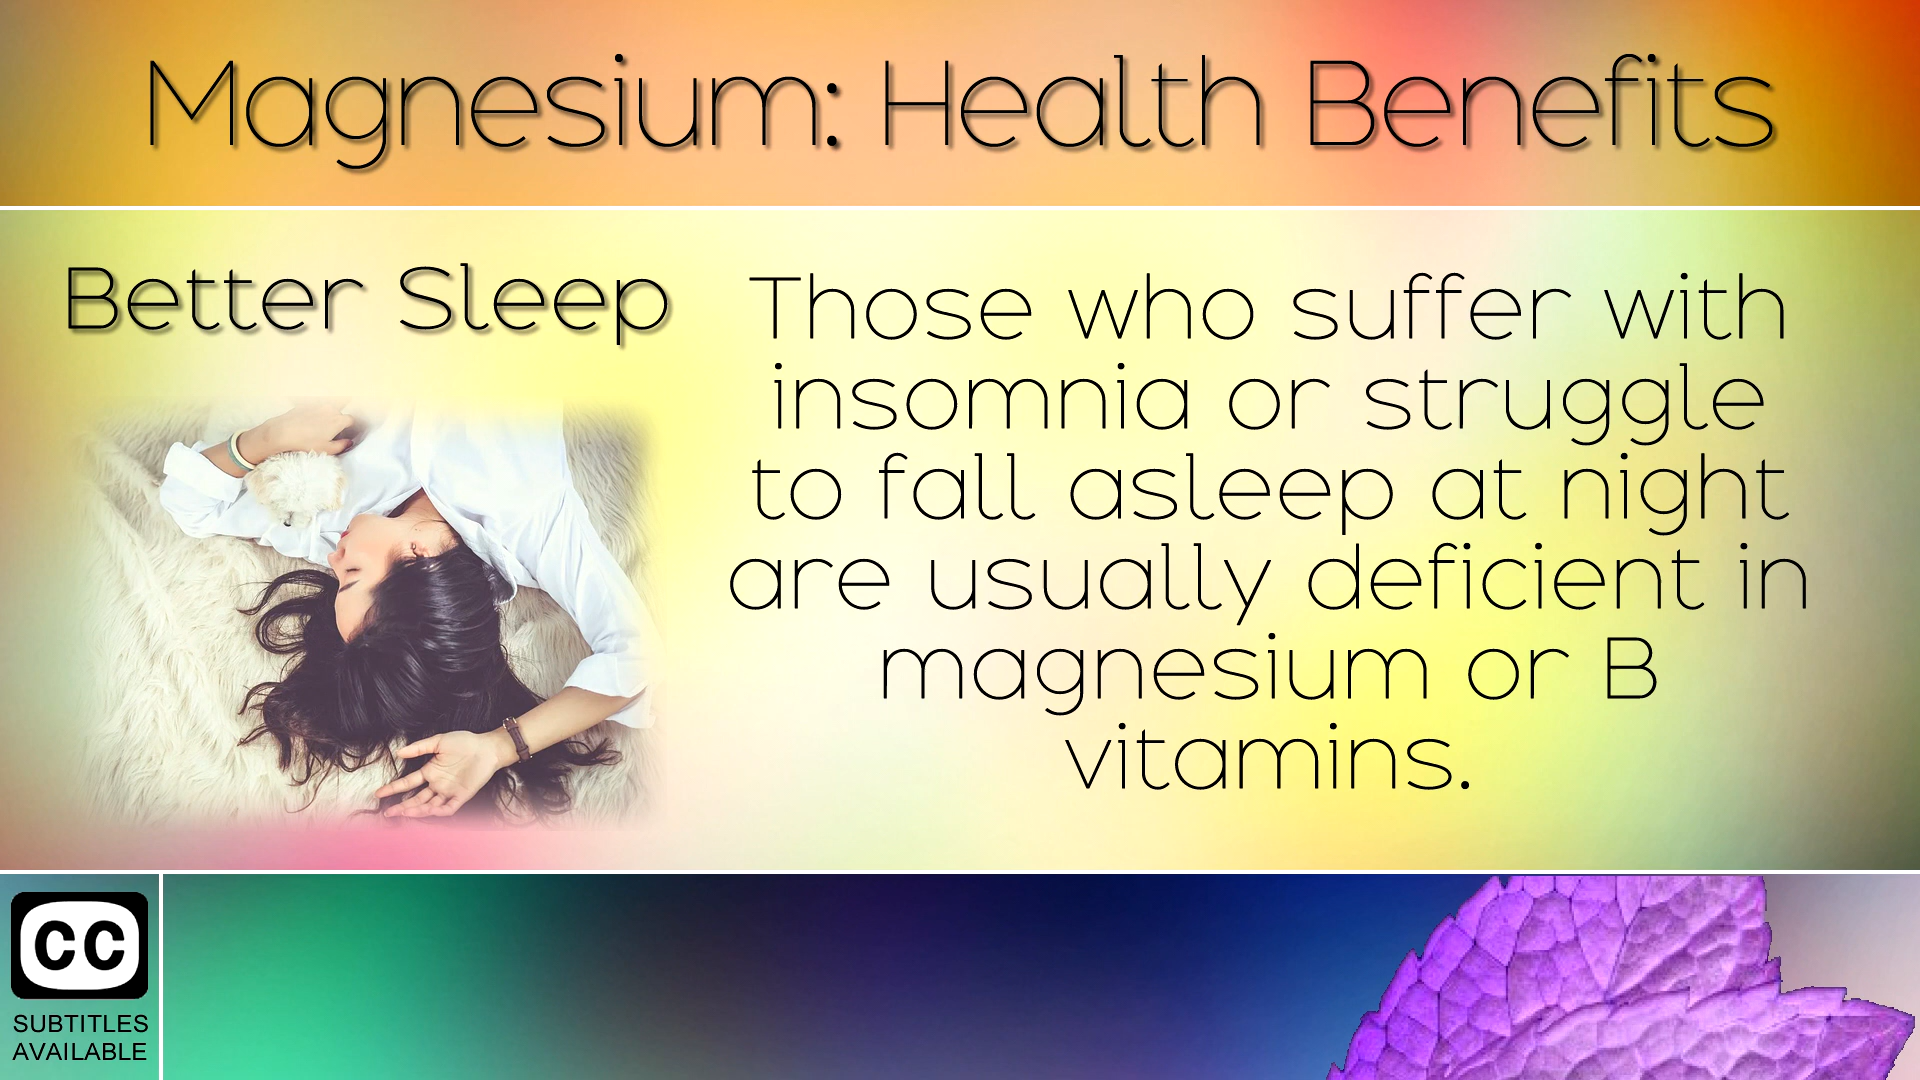 Magnesium: Health Benefits
Better Sleep
Those who suffer with
insomnia or struggle
to fall asleep at night
are usually deficient in
magnesium or B
vitamins.
CC
SUBTITLES
AVAILABLE